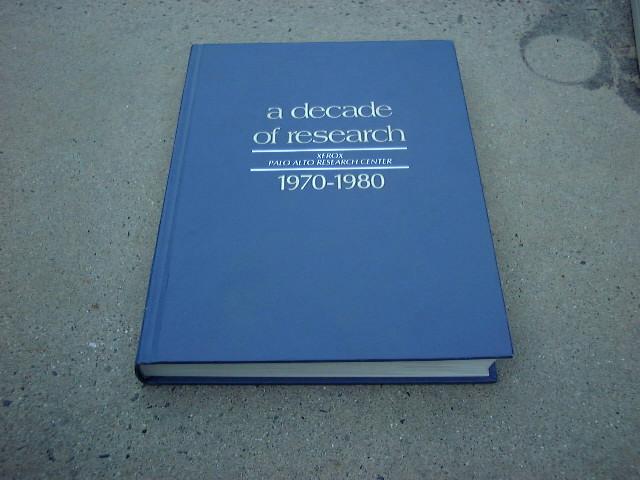 a decade
of research
XEROX
PALO ALTO RESEARCH CENTER
1970-1980